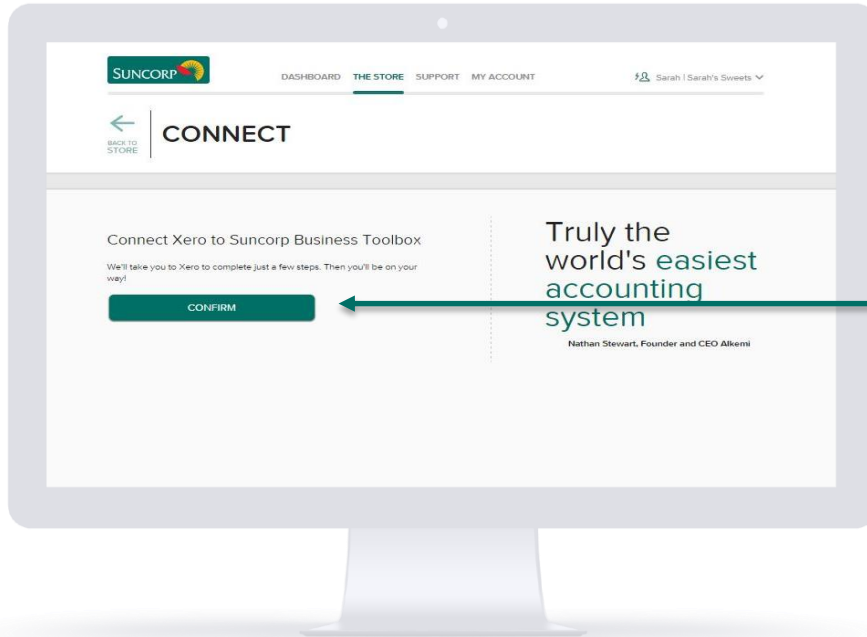 SUNCORP
DASHBOARD THE STORE SUPPORT MY ACCOUNT
Sarah | Sarah's Sweets
BACK TO
STORE
CONNECT
Connect Xero to Suncorp Business Toolbox
We'll take you to Xero to complete just a few steps. Then you'll be on your
way!
CONFIRM
Truly the
world's easiest
accounting
system
Nathan Stewart, Founder and CEO Alkemi